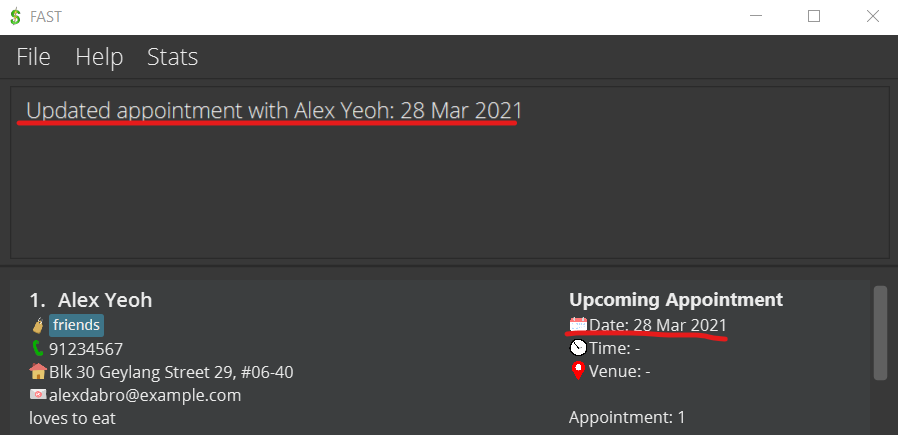 FAST
File Help Stats
Updated appointment with Alex Yeoh: 28 Mar 2021
1. Alex Yeoh
friends
91234567
Blk 30 Geylang Street 29, #06-40
alexdabro@example.com
loves to eat
Upcoming Appointment
Date: 28 Mar 2021
Time: -
Venue: -
Appointment: 1